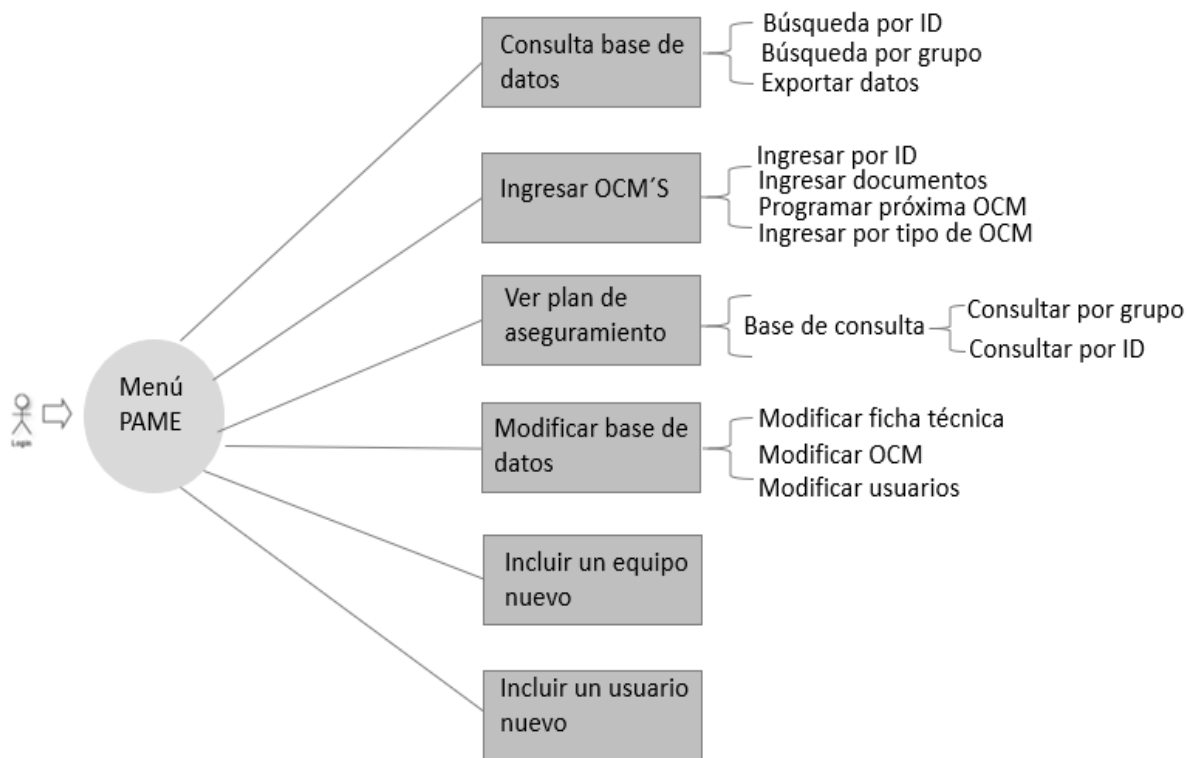 Login
Menú
PAME
Consulta base de
datos
Búsqueda por ID
Búsqueda por grupo
Exportar datos
Ingresar OCM´S
Ingresar por ID
Ingresar documentos
Programar próxima OCM
Ingresar por tipo de OCM
Ver plan de
aseguramiento
Base de consulta
Consultar por grupo
Consultar por ID
Modificar base de
datos
Modificar ficha técnica
Modificar OCM
Modificar usuarios
Incluir un equipo
nuevo
Incluir un usuario
nuevo